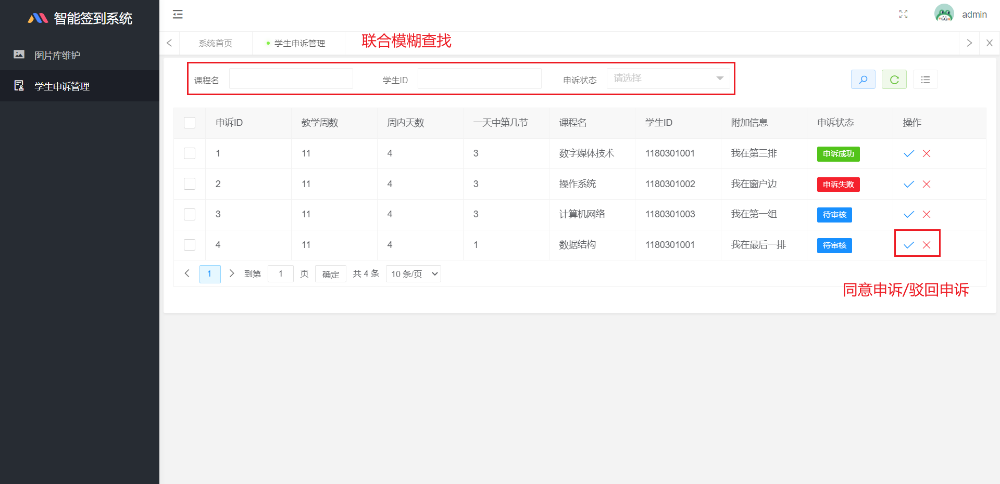 智能签到系统
admin
图片库维护
学生申诉管理
系统首页
学生申诉管理
联合模糊查找
课程名
学生ID
申诉状态
请选择
申诉ID 教学周数 周内天数 一天中第几节 课程名 学生ID 附加信息 申诉状态 操作
1 11 4 3 数字媒体技术 1180301001 我在第三排 申诉成功
2 11 4 3 操作系统 1180301002 我在窗户边 申诉失败
3 11 4 3 计算机网络 1180301003 我在第一组 待审核
4 11 4 1 数据结构 1180301001 我在最后一排 待审核
1 到第 1 页 确定 共 4 条 10 条/页
同意申诉/驳回申诉